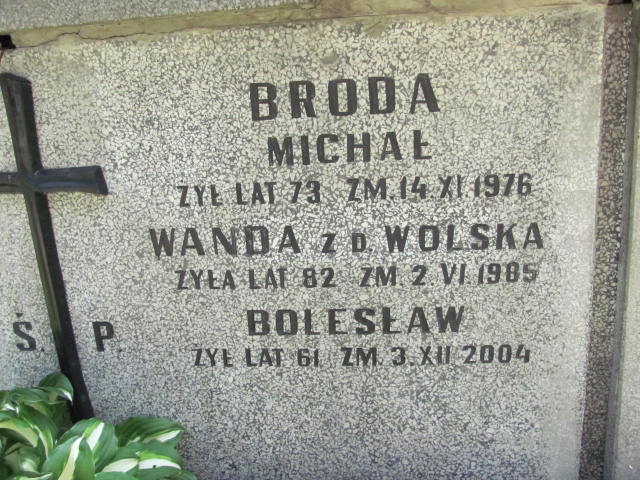 BRODA
MICHAŁ
ŻYŁ LAT 73 ZM. 14. XI. 1976
WANDA Z D. WOLSKA
ŻYŁA LAT 82 ZM 2. VI. 1985
Ś. P.
BOLESŁAW
ŻYŁ LAT 61 ZM. 3. XII 2004